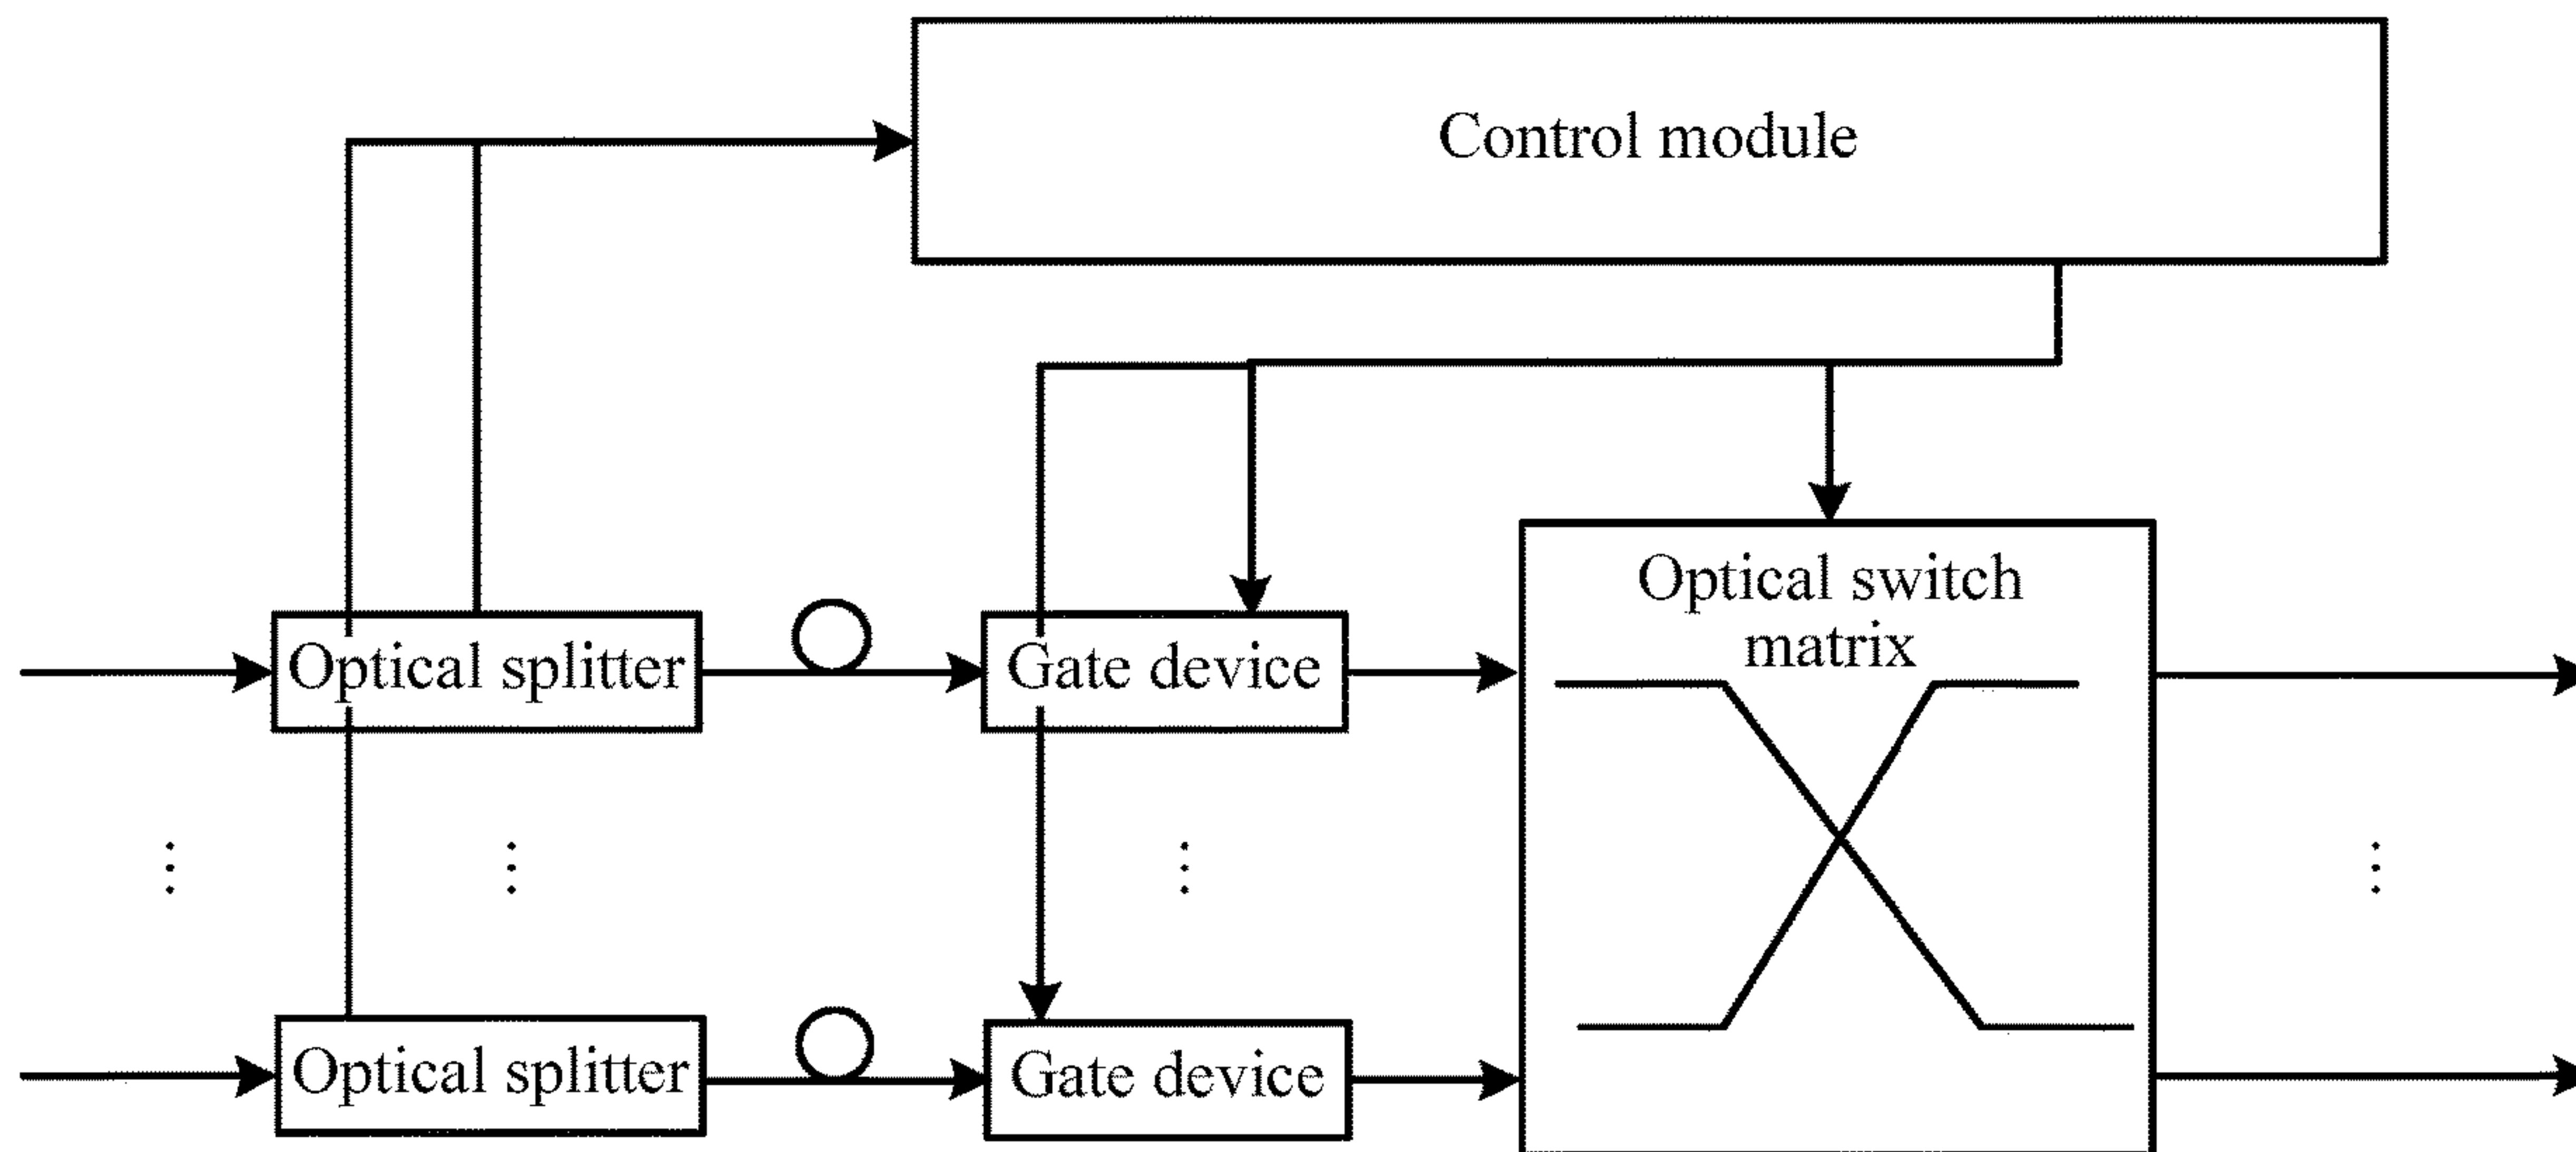 Control module
Optical switch
matrix
Optical splitter
Gate device
Optical splitter
Gate device